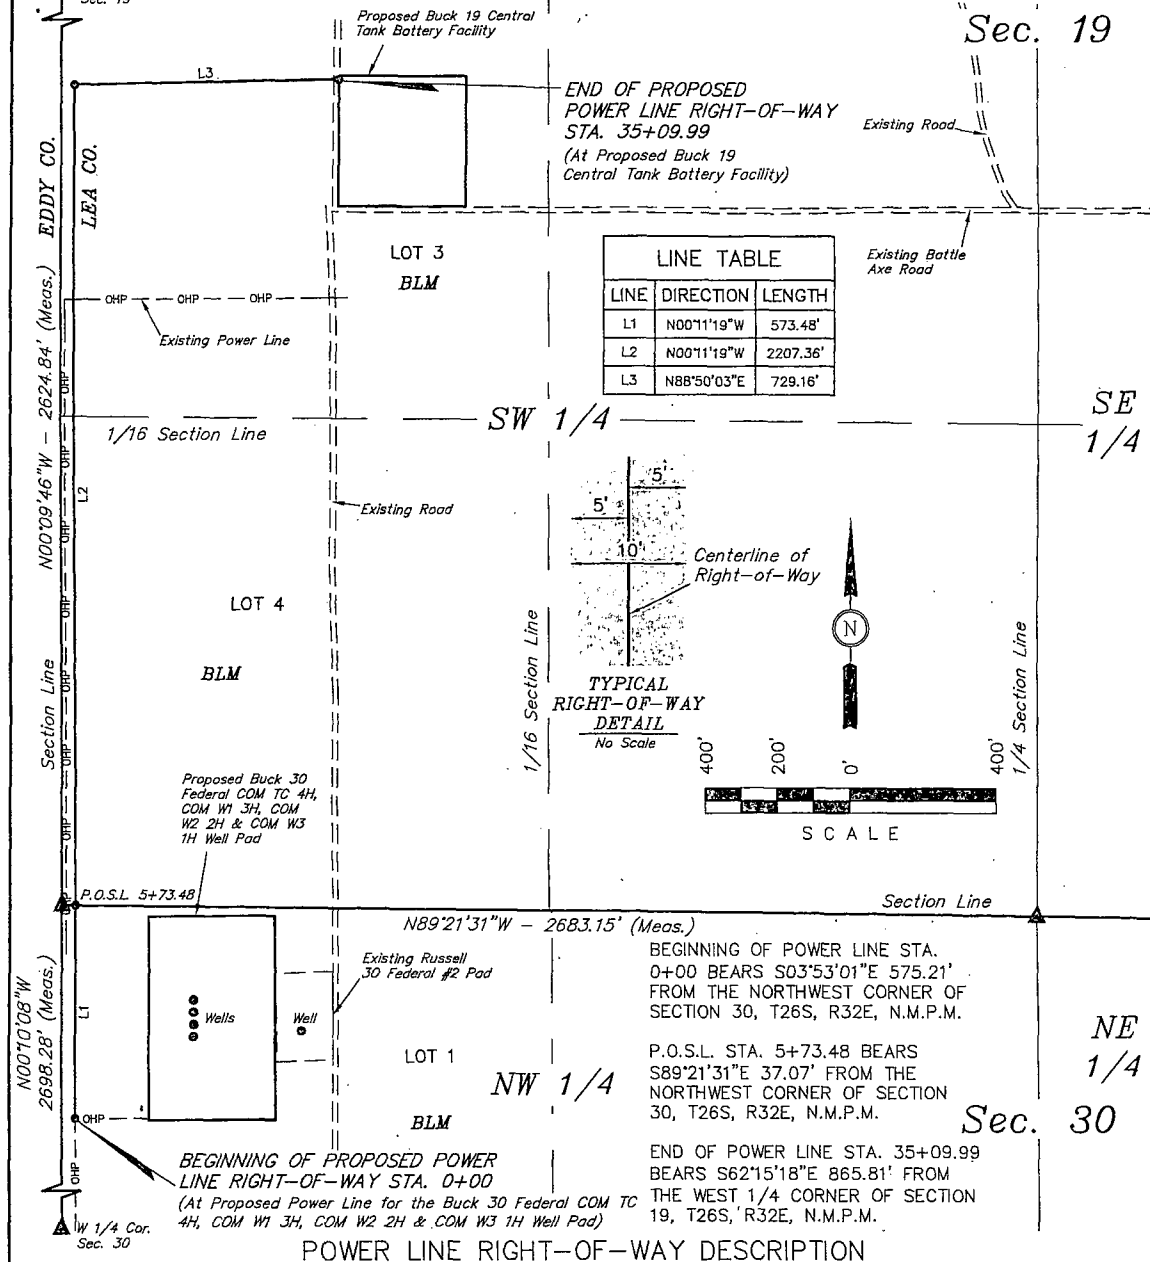 Sec. 19
Proposed Buck 19 Central
Tank Battery Facility
Sec. 19
L3
END OF PROPOSED
POWER LINE RIGHT-OF-WAY
STA. 35+09.99
(At Proposed Buck 19
Central Tank Battery Facility)
Existing Road
EDDY CO.
LEA CO.
N00°09'46"W - 2624.84' (Meas.)
LOT 3
BLM
Existing Battle
Axe Road
LINE TABLE
LINE DIRECTION LENGTH
L1 N00°11'19"W 573.48'
L2 N00°11'19"W 2207.36'
L3 N88°50'03"E 729.16'
OHP OHP OHP
Existing Power Line
OHP
SW 1/4
SE
1/4
1/16 Section Line
OHP
L2
Existing Road
OHP
5'
5'
10'
Centerline of
Right-of-Way
OHP
LOT 4
BLM
N
TYPICAL
RIGHT-OF-WAY
DETAIL
No Scale
1/16 Section Line
1/4 Section Line
Section Line
OHP
OHP
400' 200' 0' 400'
SCALE
Proposed Buck 30
Federal COM TC 4H,
COM W1 3H, COM
W2 2H & COM W3
1H Well Pad
OHP
P.O.S.L. 5+73.48
OHP
Section Line
N89°21'31"W - 2683.15' (Meas.)
Existing Russell
30 Federal #2 Pad
N00°10'08"W
2698.28' (Meas.)
L1
Wells
Well
LOT 1
NW 1/4
BLM
BEGINNING OF POWER LINE STA.
0+00 BEARS S03°53'01"E 575.21'
FROM THE NORTHWEST CORNER OF
SECTION 30, T26S, R32E, N.M.P.M.
P.O.S.L. STA. 5+73.48 BEARS
S89°21'31"E 37.07' FROM THE
NORTHWEST CORNER OF SECTION
30, T26S, R32E, N.M.P.M.
END OF POWER LINE STA. 35+09.99
BEARS S62°15'18"E 865.81' FROM
THE WEST 1/4 CORNER OF SECTION
19, T26S, R32E, N.M.P.M.
NE
1/4
Sec. 30
OHP
OHP
BEGINNING OF PROPOSED POWER
LINE RIGHT-OF-WAY STA. 0+00
(At Proposed Power Line for the Buck 30 Federal COM TC
4H, COM W1 3H, COM W2 2H & COM W3 1H Well Pad)
W 1/4 Cor.
Sec. 30
POWER LINE RIGHT-OF-WAY DESCRIPTION